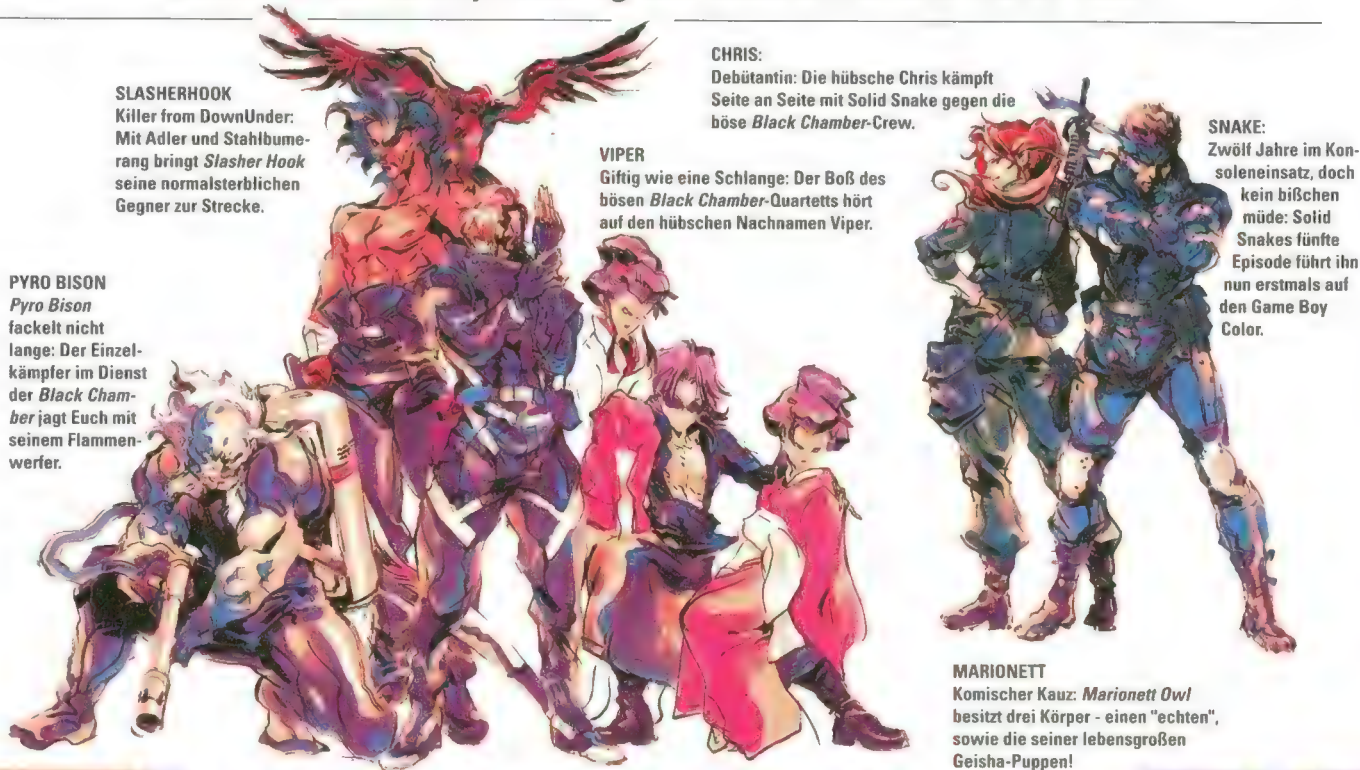 SLASHERHOOK
Killer from DownUnder:
Mit Adler und Stahlbume-
rang bringt Slasher Hook
seine normalsterblichen
Gegner zur Strecke.
PYRO BISON
Pyro Bison
fackelt nicht
lange: Der Einzel-
kämpfer im Dienst
der Black Cham-
ber jagt Euch mit
seinem Flammen-
werfer.
VIPER
Giftig wie eine Schlange: Der Boß des
bösen Black Chamber-Quartetts hört
auf den hübschen Nachnamen Viper.
CHRIS:
Debütantin: Die hübsche Chris kämpft
Seite an Seite mit Solid Snake gegen die
böse Black Chamber-Crew.
SNAKE:
Zwölf Jahre im Kon-
soleneinsatz, doch
kein bißchen
müde: Solid
Snakes fünfte
Episode führt ihn
nun erstmals auf
den Game Boy
Color.
MARIONETT
Komischer Kauz: Marionett Owl
besitzt drei Körper - einen "echten",
sowie die seiner lebensgroßen
Geisha-Puppen!